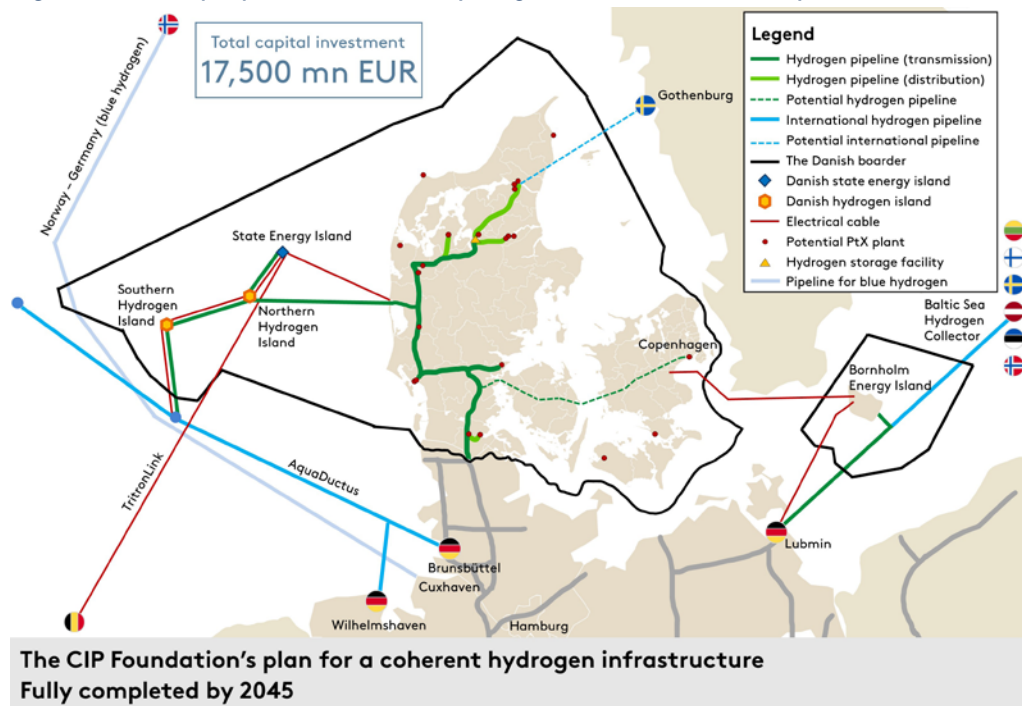 Total capital investment
17,500 mn EUR
Legend
Hydrogen pipeline (transmission)
Hydrogen pipeline (distribution)
Potential hydrogen pipeline
International hydrogen pipeline
Potential international pipeline
The Danish boarder
Danish state energy island
Danish hydrogen island
Electrical cable
Potential PtX plant
Hydrogen storage facility
Pipeline for blue hydrogen
Norway – Germany (blue hydrogen)
Gothenburg
State Energy Island
Southern
Hydrogen
Island
Northern
Hydrogen
Island
Copenhagen
Baltic Sea
Hydrogen
Collector
Bornholm
Energy Island
TritronLink
AquaDuctus
Brunsbüttel
Cuxhaven
Wilhelmshaven
Hamburg
Lubmin
The CIP Foundation's plan for a coherent hydrogen infrastructure
Fully completed by 2045